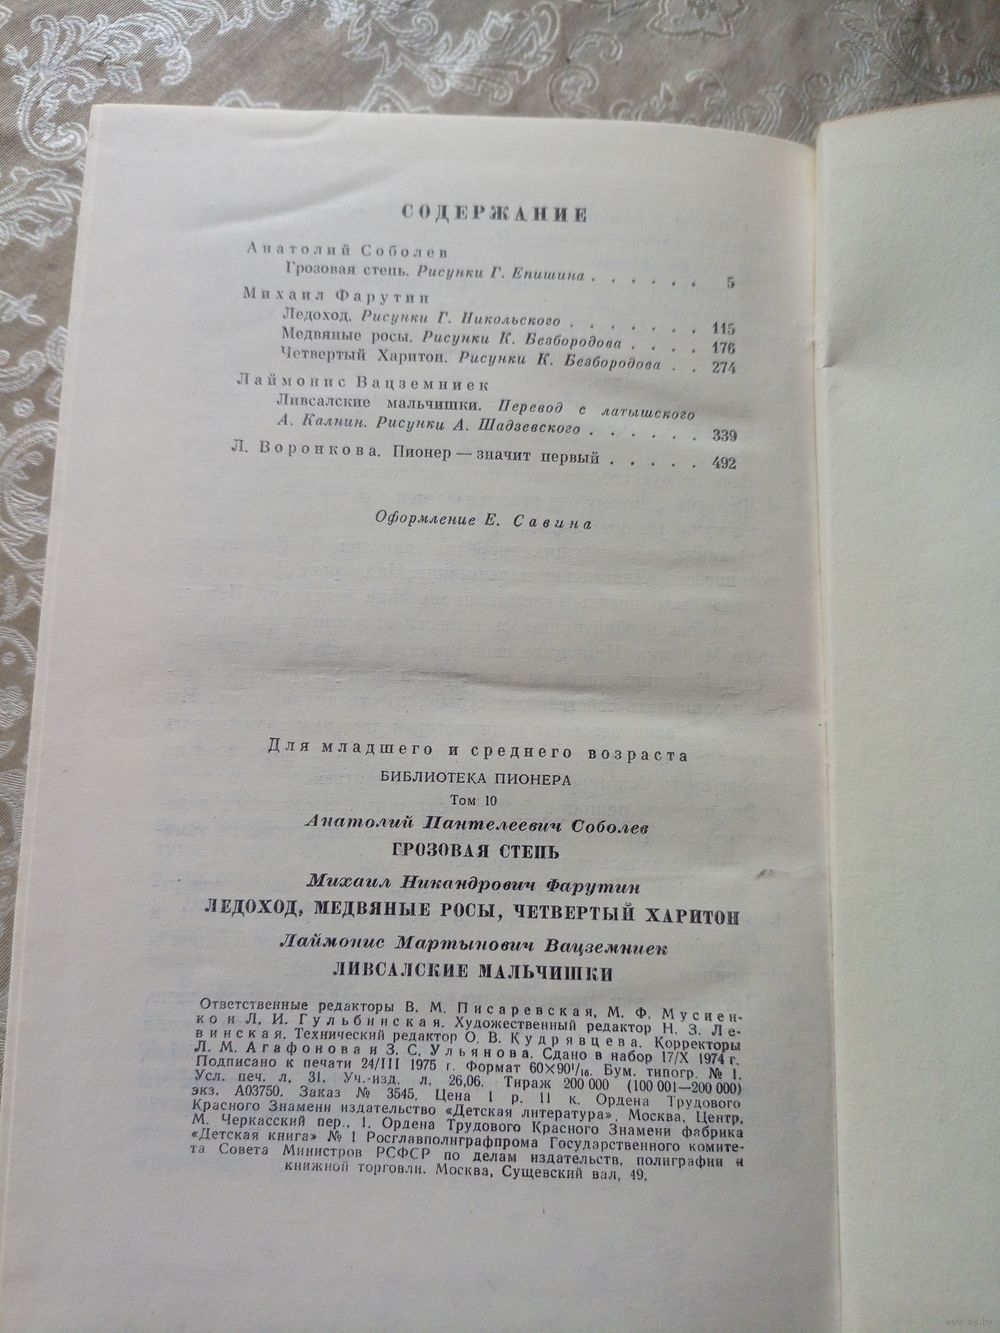 СОДЕРЖАНИЕ
Анатолий Соболев
Грозовая степь. Рисунки Г. Епишина . . . . . . 5
Михаил Фарутин
Ледоход. Рисунки Г. Никольского . . . . . . . 115
Медвяные росы. Рисунки К. Безбородова . . . . 176
Четвертый Харитон. Рисунки К. Безбородова . . 274
Лаймонис Вацземниек
Ливсалские мальчишки. Перевод с латышского
А. Калнин. Рисунки А. Шадзевского . . . . . . 339
Л. Воронкова. Пионер — значит первый . . . . . 492
Оформление Е. Савина
Для младшего и среднего возраста
БИБЛИОТЕКА ПИОНЕРА
Том 10
Анатолий Пантелеевич Соболев
ГРОЗОВАЯ СТЕПЬ
Михаил Никандрович Фарутин
ЛЕДОХОД, МЕДВЯНЫЕ РОСЫ, ЧЕТВЕРТЫЙ ХАРИТОН
Лаймонис Мартынович Вацземниек
ЛИВСАЛСКИЕ МАЛЬЧИШКИ
Ответственные редакторы В. М. Писаревская, М. Ф. Мусиен-
ко и Л. И. Гульбинская. Художественный редактор Н. З. Ле-
винская. Технический редактор О. В. Кудрявцева. Корректоры
Л. М. Агафонова и З. С. Ульянова. Сдано в набор 17/X 1974 г.
Подписано к печати 24/III 1975 г. Формат 60×90¹/₁₆. Бум. типогр. № 1.
Усл. печ. л. 31. Уч.-изд. л. 26,06. Тираж 200 000 (100 001—200 000)
экз. А03750. Заказ № 3545. Цена 1 р. 11 к. Ордена Трудового
Красного Знамени издательство «Детская литература». Москва, Центр,
М. Черкасский пер., 1. Ордена Трудового Красного Знамени фабрика
«Детская книга» № 1 Росглавполиграфпрома Государственного комите-
та Совета Министров РСФСР по делам издательств, полиграфии и
книжной торговли. Москва, Сущевский вал, 49.
www.ay.by